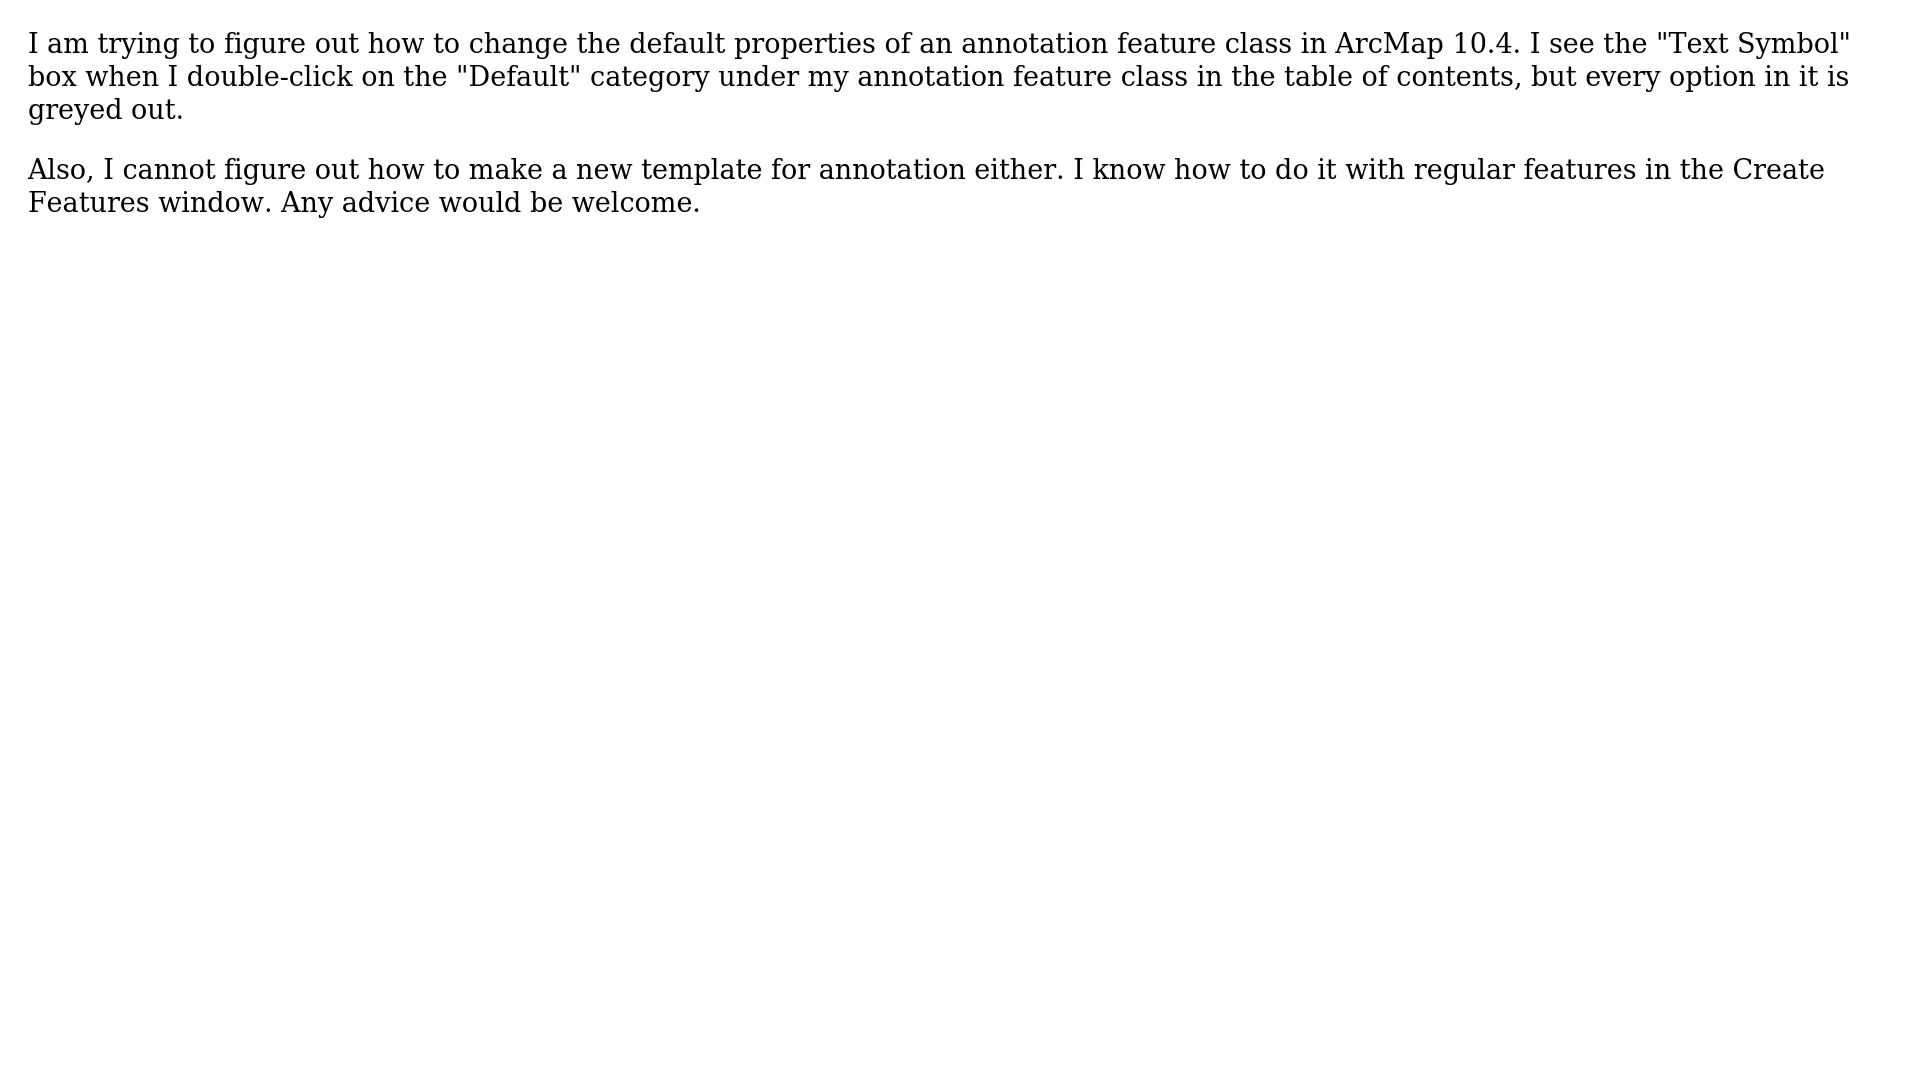 I am trying to figure out how to change the default properties of an annotation feature class in ArcMap 10.4. I see the "Text Symbol"
box when I double-click on the "Default" category under my annotation feature class in the table of contents, but every option in it is
greyed out.
Also, I cannot figure out how to make a new template for annotation either. I know how to do it with regular features in the Create
Features window. Any advice would be welcome.